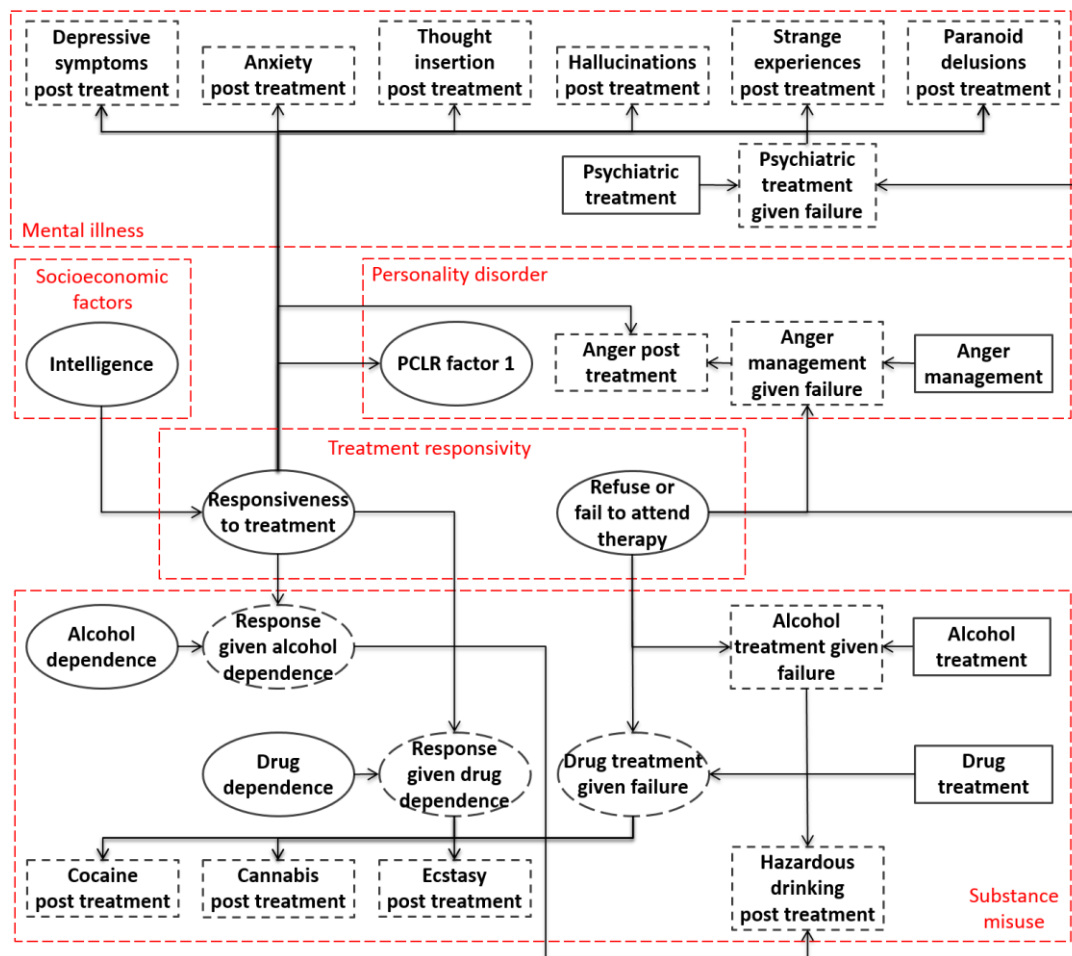 Depressive
symptoms
post treatment
Anxiety
post treatment
Thought
insertion
post treatment
Hallucinations
post treatment
Strange
experiences
post treatment
Paranoid
delusions
post treatment
Psychiatric
treatment
Psychiatric
treatment
given failure
Mental illness
Socioeconomic
factors
Intelligence
Personality disorder
PCLR factor 1
Anger post
treatment
Anger
management
given failure
Anger
management
Treatment responsivity
Responsiveness
to treatment
Refuse or
fail to attend
therapy
Alcohol
dependence
Response
given alcohol
dependence
Alcohol
treatment given
failure
Alcohol
treatment
Drug
dependence
Response
given drug
dependence
Drug treatment
given failure
Drug
treatment
Cocaine
post treatment
Cannabis
post treatment
Ecstasy
post treatment
Hazardous
drinking
post treatment
Substance
misuse